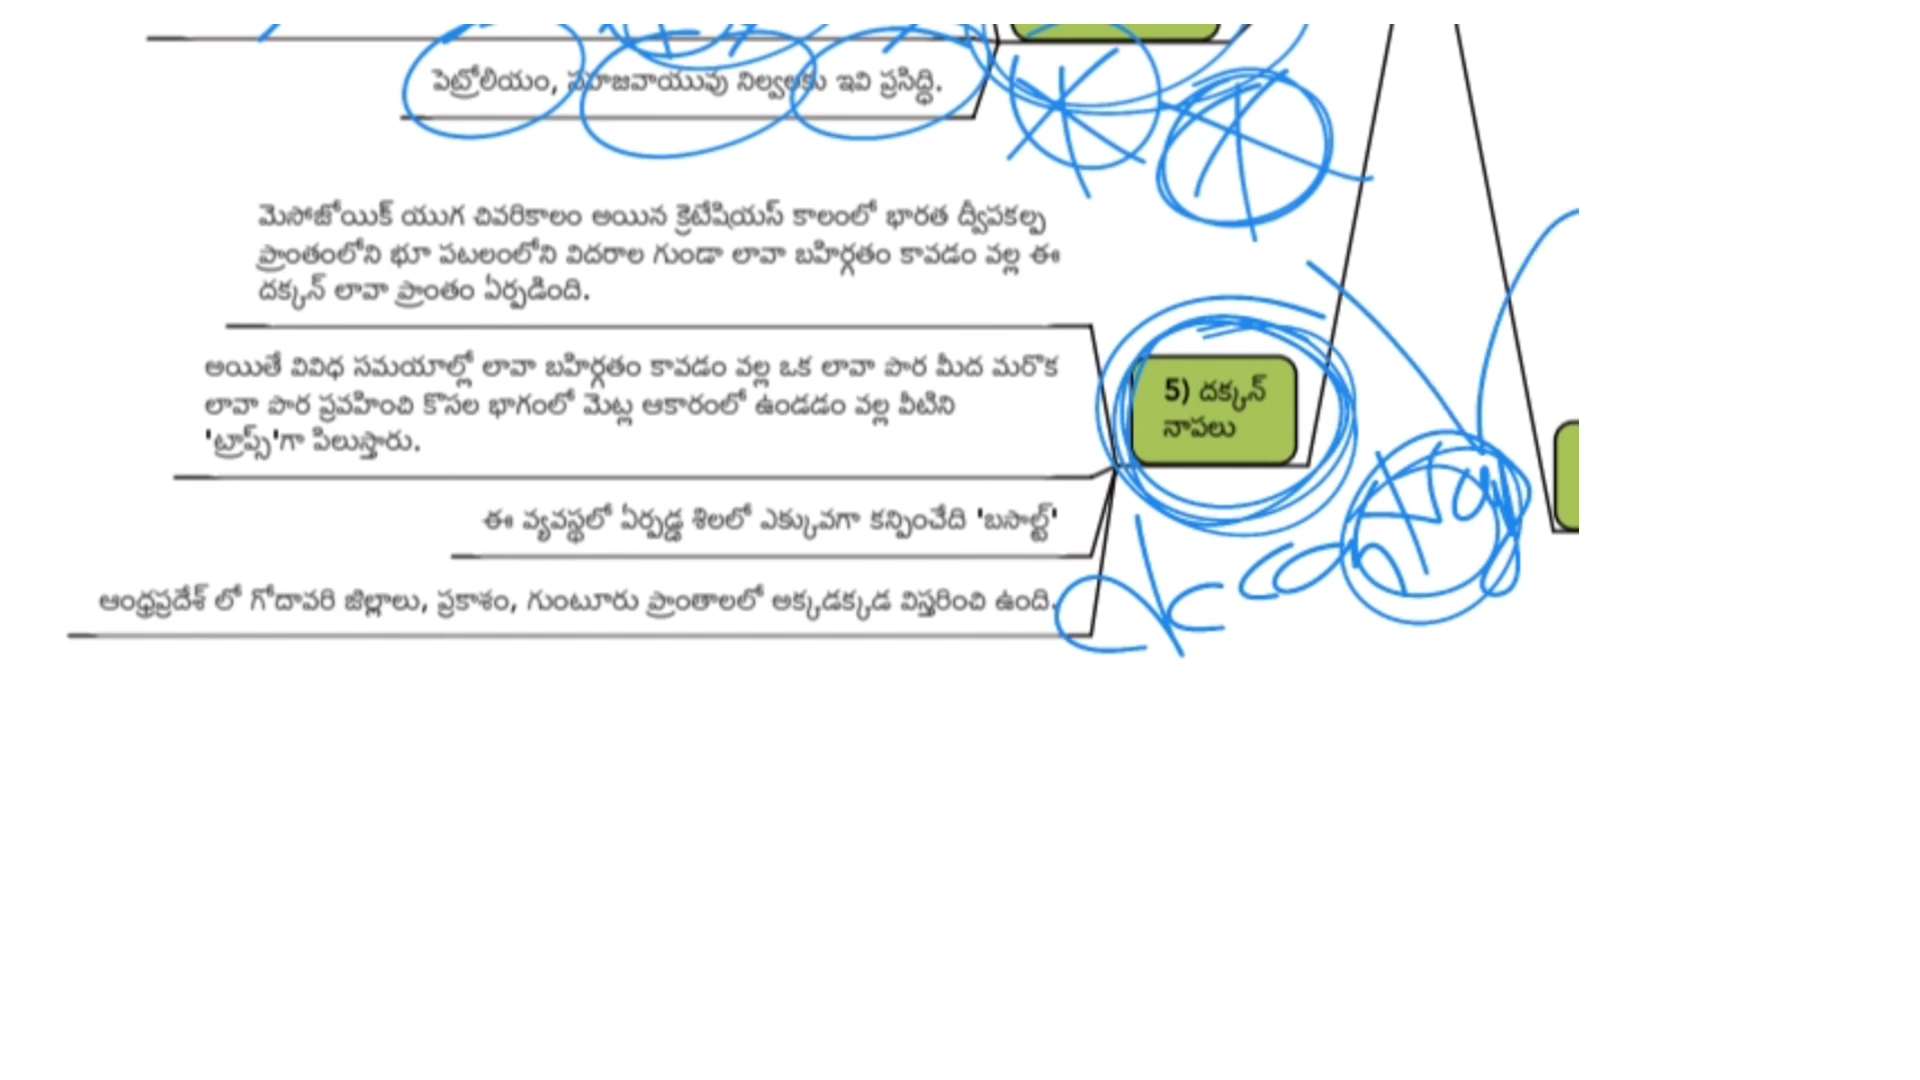 పెట్రోలియం, సహజవాయువు నిల్వలకు ఇవి ప్రసిద్ధి.
మెసోజోయిక్ యుగ చివరికాలం అయిన క్రెటేషియస్ కాలంలో భారత ద్వీపకల్ప
ప్రాంతంలోని భూ పటలంలోని విదరాల గుండా లావా బహిర్గతం కావడం వల్ల ఈ
దక్కన్ లావా ప్రాంతం ఏర్పడింది.
అయితే వివిధ సమయాల్లో లావా బహిర్గతం కావడం వల్ల ఒక లావా పొర మీద మరొక
లావా పొర ప్రవహించి కొసల భాగంలో మెట్ల ఆకారంలో ఉండడం వల్ల వీటిని
'ట్రాప్స్'గా పిలుస్తారు.
5) దక్కన్
నాపలు
ఈ వ్యవస్థలో ఏర్పడ్డ శిలలో ఎక్కువగా కన్పించేది 'బసాల్ట్'
ఆంధ్రప్రదేశ్ లో గోదావరి జిల్లాలు, ప్రకాశం, గుంటూరు ప్రాంతాలలో అక్కడక్కడ విస్తరించి ఉంది.